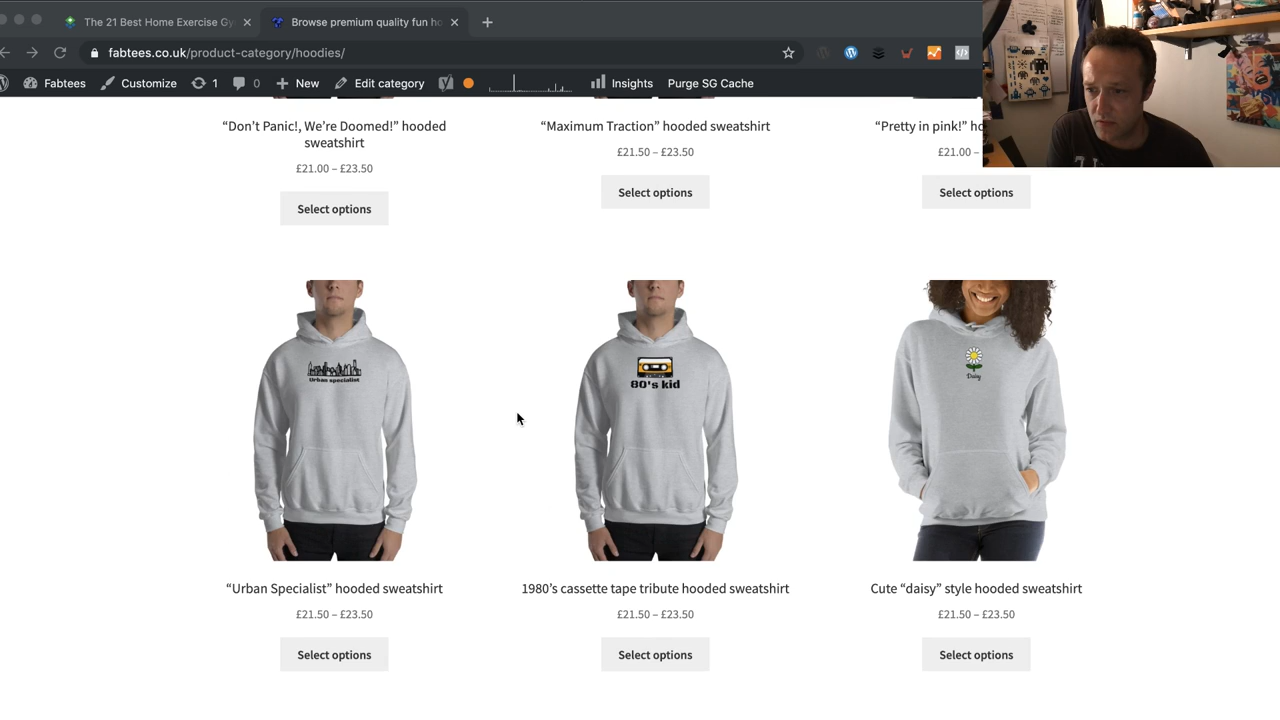 The 21 Best Home Exercise Gy
Browse premium quality fun ho
fabtees.co.uk/product-category/hoodies/
Fabtees
Customize
1
0
New
Edit category
Insights
Purge SG Cache
“Don’t Panic!, We’re Doomed!” hooded
sweatshirt
£21.00 – £23.50
Select options
“Maximum Traction” hooded sweatshirt
£21.50 – £23.50
Select options
“Pretty in pink!” ho
£21.00 –
Select options
Urban specialist
80's kid
Daisy
“Urban Specialist” hooded sweatshirt
£21.50 – £23.50
Select options
1980’s cassette tape tribute hooded sweatshirt
£21.50 – £23.50
Select options
Cute “daisy” style hooded sweatshirt
£21.50 – £23.50
Select options